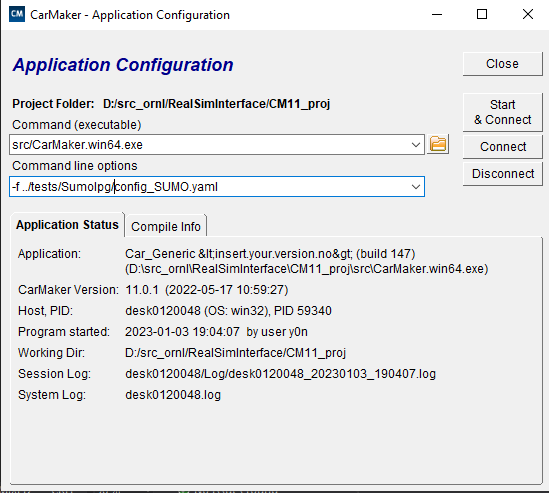 CM CarMaker - Application Configuration
Application Configuration
Close
Project Folder: D:/src_ornl/RealSimInterface/CM11_proj
Start
& Connect
Command (executable)
src/CarMaker.win64.exe
Connect
Command line options
Disconnect
-f ../tests/SumoIpg/config_SUMO.yaml
Application Status Compile Info
Application: Car_Generic &lt;insert.your.version.no&gt; (build 147)
(D:\src_ornl\RealSimInterface\CM11_proj\src\CarMaker.win64.exe)
CarMaker Version: 11.0.1 (2022-05-17 10:59:27)
Host, PID: desk0120048 (OS: win32), PID 59340
Program started: 2023-01-03 19:04:07 by user y0n
Working Dir: D:/src_ornl/RealSimInterface/CM11_proj
Session Log: desk0120048/Log/desk0120048_20230103_190407.log
System Log: desk0120048.log